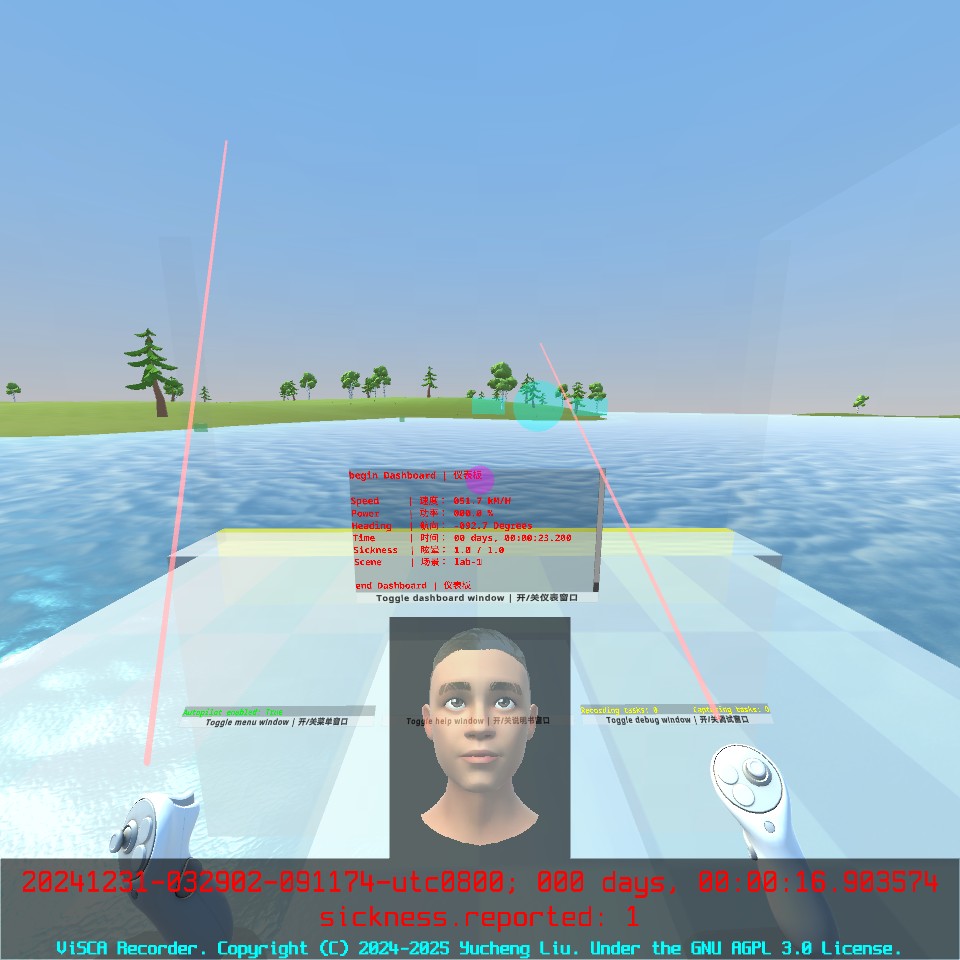 begin Dashboard | 仪表板
Speed | 速度： 051.7 kM/H
Power | 功率： 000.0 %
Heading | 航向： -092.7 Degrees
Time | 时间： 00 days, 00:00:23.200
Sickness | 眩晕： 1.0 / 1.0
Scene | 场景： lab-1
end Dashboard | 仪表板
Toggle dashboard window | 开/关仪表窗口
Autopilot enabled: True
Toggle menu window | 开/关菜单窗口
Toggle help window | 开/关说明书窗口
Recording tasks: 0 Capturing tasks: 0
Toggle debug window | 开/关调试窗口
20241231-032902-091174-utc0800; 000 days, 00:00:16.903574
sickness.reported: 1
ViSCA Recorder. Copyright (C) 2024-2025 Yucheng Liu. Under the GNU AGPL 3.0 License.